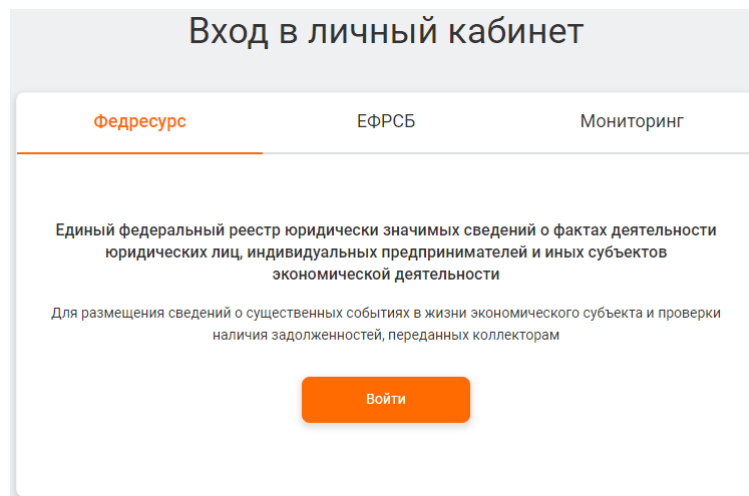 Вход в личный кабинет
Федресурс
ЕФРСБ
Мониторинг
Единый федеральный реестр юридически значимых сведений о фактах деятельности
юридических лиц, индивидуальных предпринимателей и иных субъектов
экономической деятельности
Для размещения сведений о существенных событиях в жизни экономического субъекта и проверки
наличия задолженностей, переданных коллекторам
Войти